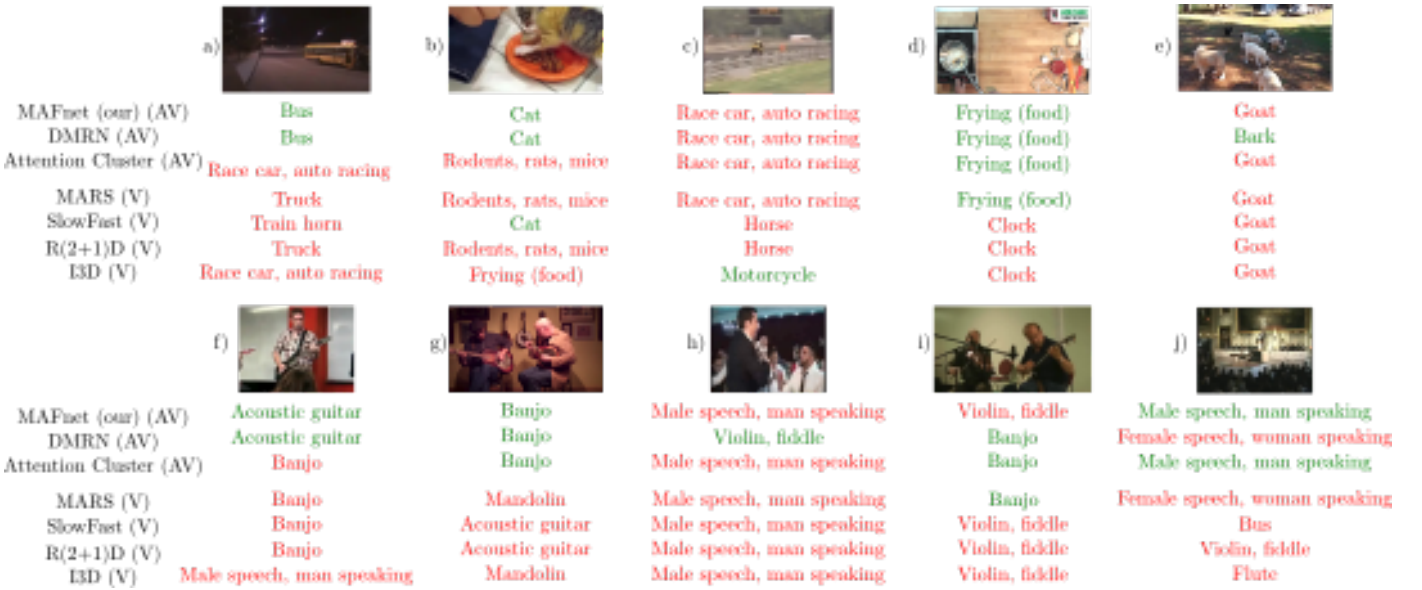 a) b) c) d) e)
MAFnet (our) (AV) Bus Cat Race car, auto racing Frying (food) Goat
DMRN (AV) Bus Cat Race car, auto racing Frying (food) Bark
Attention Cluster (AV) Race car, auto racing Rodents, rats, mice Race car, auto racing Frying (food) Goat
MARS (V) Truck Rodents, rats, mice Race car, auto racing Frying (food) Goat
SlowFast (V) Train horn Cat Horse Clock Goat
R(2+1)D (V) Truck Rodents, rats, mice Horse Clock Goat
I3D (V) Race car, auto racing Frying (food) Motorcycle Clock Goat
f) g) h) i) j)
MAFnet (our) (AV) Acoustic guitar Banjo Male speech, man speaking Violin, fiddle Male speech, man speaking
DMRN (AV) Acoustic guitar Banjo Violin, fiddle Banjo Female speech, woman speaking
Attention Cluster (AV) Banjo Banjo Male speech, man speaking Banjo Male speech, man speaking
MARS (V) Banjo Mandolin Male speech, man speaking Banjo Female speech, woman speaking
SlowFast (V) Banjo Acoustic guitar Male speech, man speaking Violin, fiddle Bus
R(2+1)D (V) Banjo Acoustic guitar Male speech, man speaking Violin, fiddle Violin, fiddle
I3D (V) Male speech, man speaking Mandolin Male speech, man speaking Violin, fiddle Flute